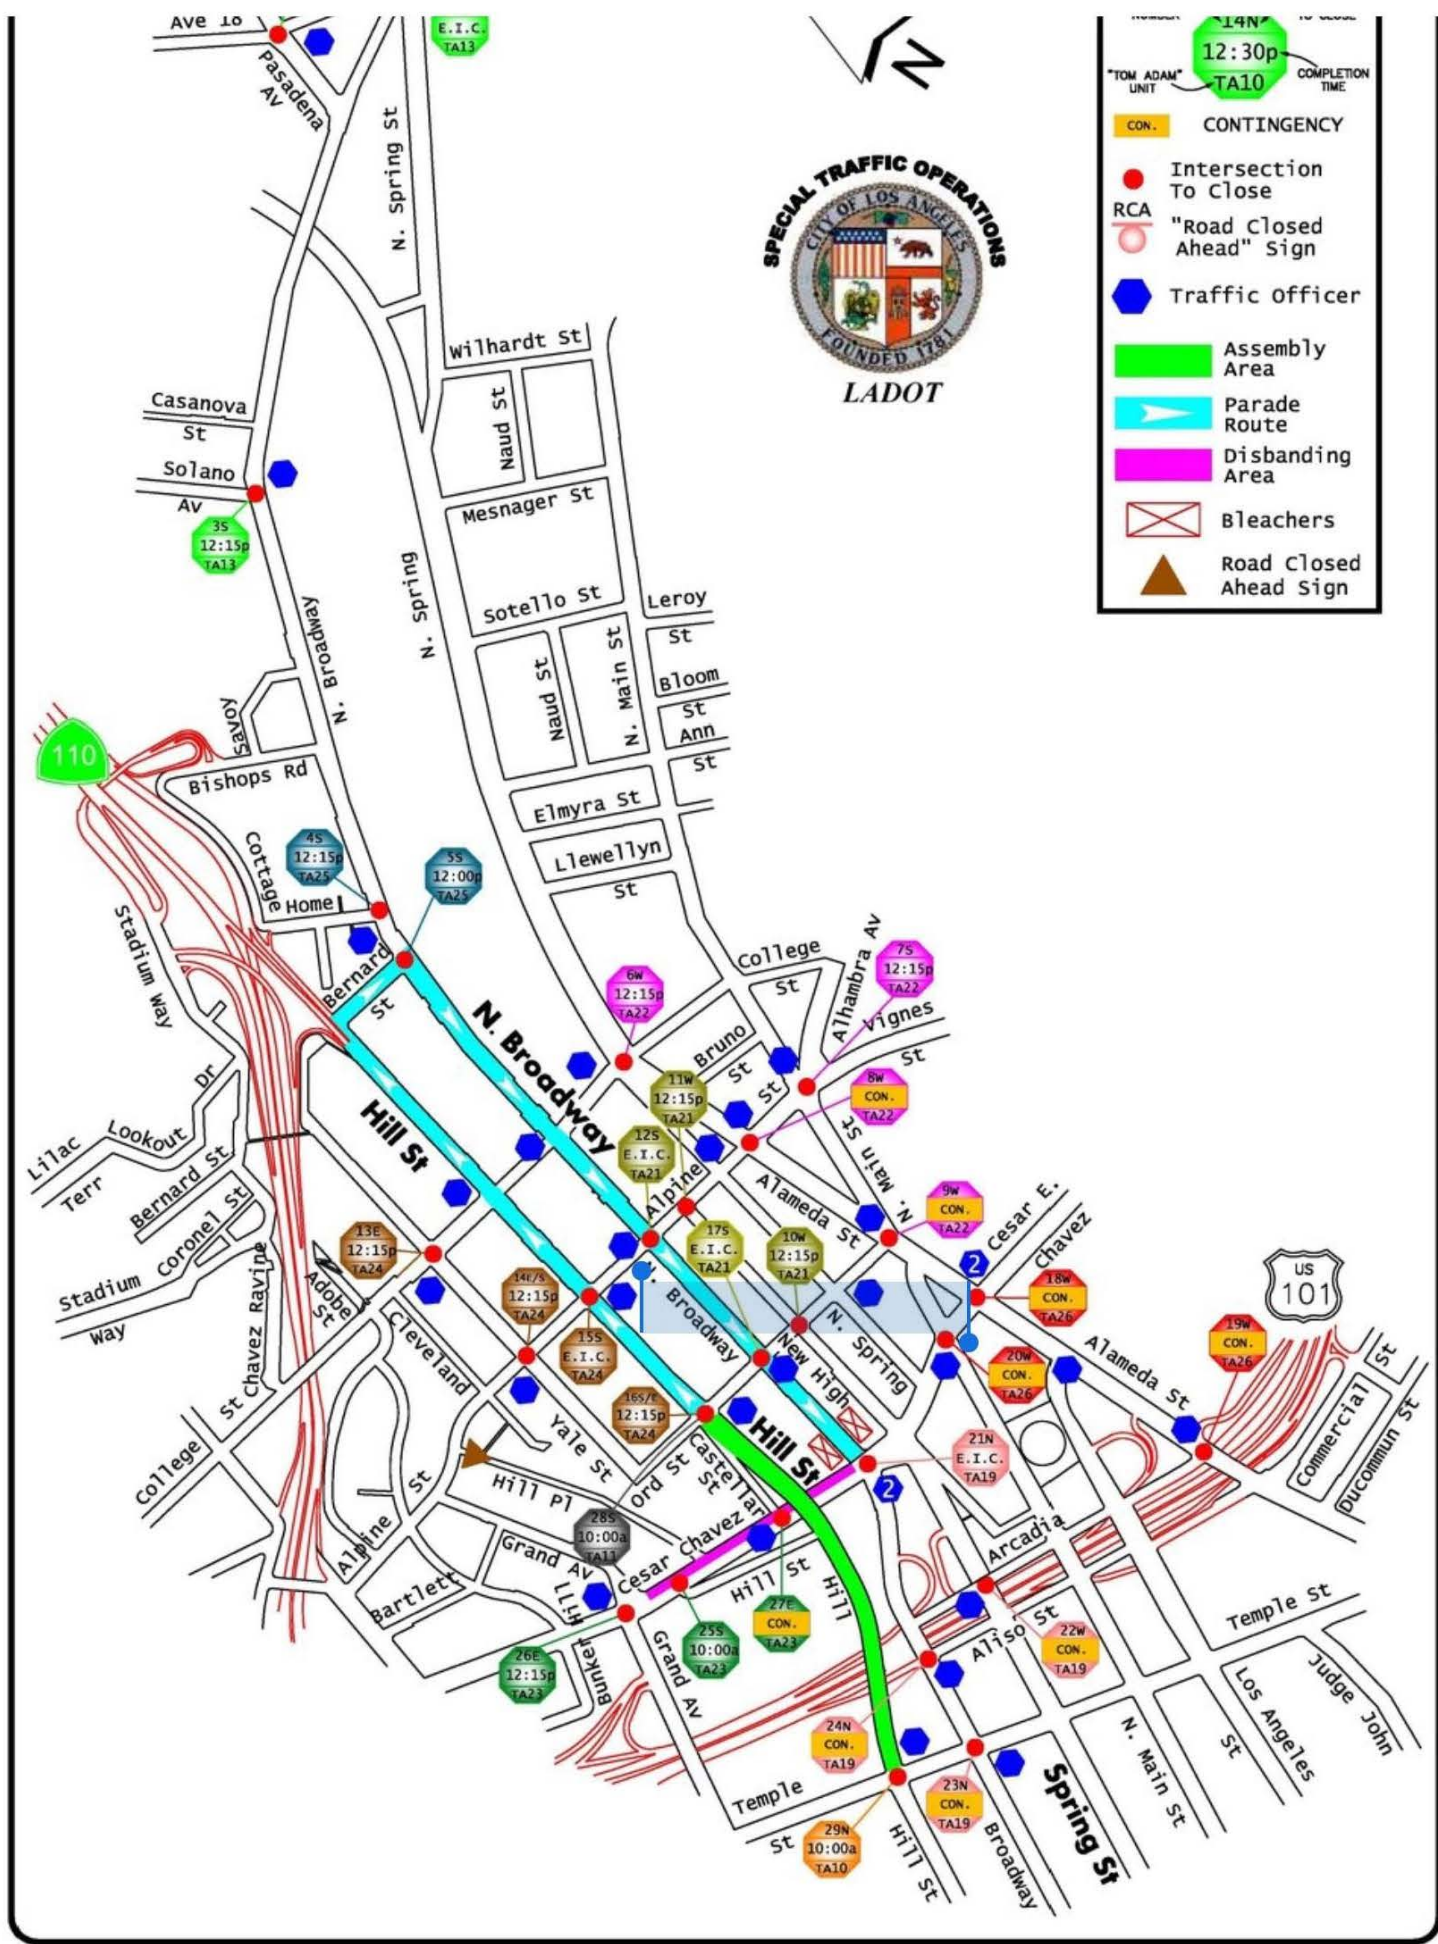 Ave 18
E.I.C.
TA13
Pasadena
AV
N. Spring St
N
14N
12:30p
TA10
"TOM ADAM"
UNIT
COMPLETION
TIME
CON.
CONTINGENCY
Intersection
To Close
RCA
"Road Closed
Ahead" Sign
Traffic Officer
Assembly
Area
Parade
Route
Disbanding
Area
Bleachers
Road Closed
Ahead Sign
SPECIAL TRAFFIC OPERATIONS
CITY OF LOS ANGELES
FOUNDED 1781
LADOT
Wilhardt St
Naud St
Casanova
St
Solano
Av
3S
12:15p
TA13
Mesnager St
N. Broadway
N. Spring
Sotello St
Leroy
St
Naud St
N. Main St
Bloom
St
Ann
St
Savoy
110
Bishops Rd
Elmyra St
Llewellyn
St
Cottage
Home
4S
12:15p
TA25
5S
12:00p
TA25
Stadium Way
Bernard
St
College
St
Alhambra Av
7S
12:15p
TA22
6W
12:15p
TA22
Vignes
St
N. Broadway
Bruno
St
St
11W
12:15p
TA21
8W
CON.
TA22
Hill St
12S
E.I.C.
TA21
Alpine
Lilac
Terr
Lookout
Dr
Bernard St
Coronel St
Stadium
Way
Chavez Ravine
Alameda St
N. Main St
9W
CON.
TA22
Cesar E.
Chavez
13E
12:15p
TA24
17S
E.I.C.
TA21
10W
12:15p
TA21
2
US
101
Adobe
St
14E/S
12:15p
TA24
N. Broadway
18W
CON.
TA26
Cleveland
15S
E.I.C.
TA24
New High
N. Spring
19W
CON.
TA26
20W
CON.
TA26
Alameda St
16S/E
12:15p
TA24
Hill St
College
St
Yale St
Ord St
Castellar
St
21N
E.I.C.
TA19
2
Commercial
St
Ducommun St
Hill Pl
Alpine
St
28S
10:00a
TA11
Grand Av
Cesar Chavez
Arcadia
Bartlett
Hill St
Hill
27E
CON.
TA23
Temple St
Aliso St
22W
CON.
TA19
25S
10:00a
TA23
26E
12:15p
TA23
Bunker
Hill
Grand Av
Los Angeles
St
Judge John
24N
CON.
TA19
N. Main St
23N
CON.
TA19
Spring St
Temple
St
29N
10:00a
TA10
Hill St
Broadway